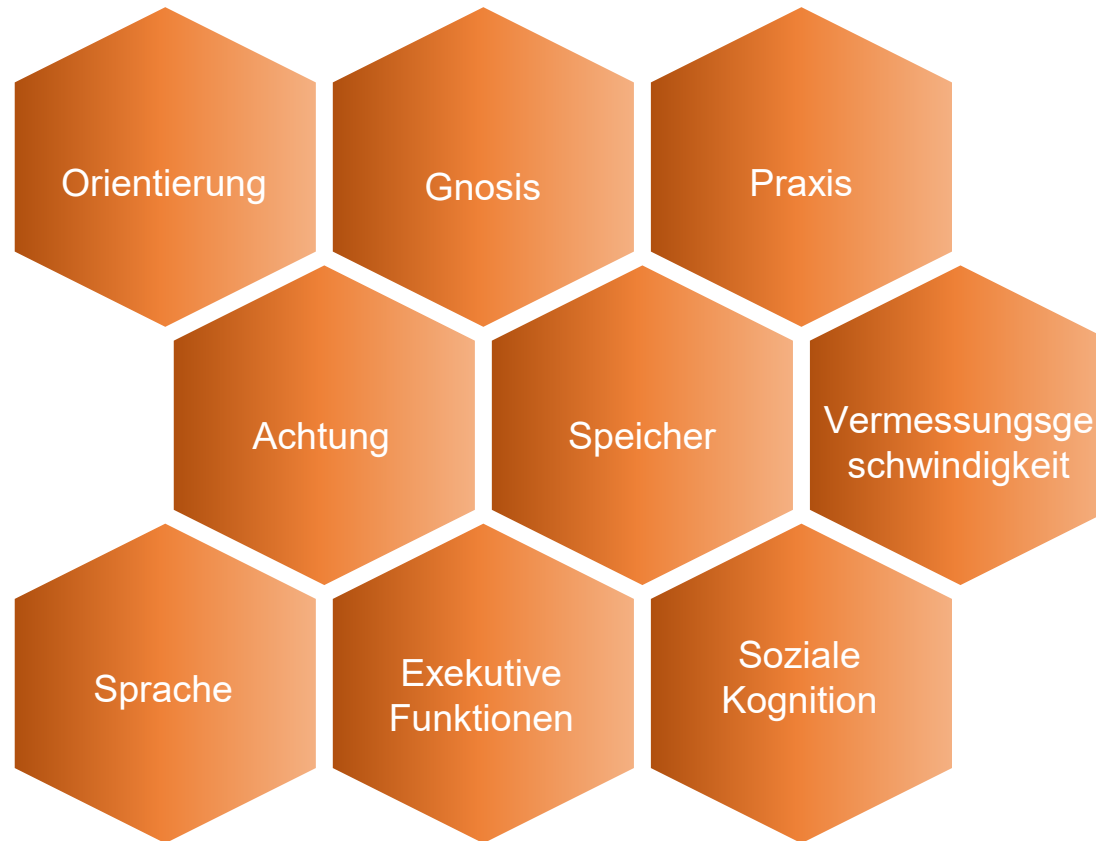 Orientierung
Gnosis
Praxis
Achtung
Speicher
Vermessungsge
schwindigkeit
Sprache
Exekutive
Funktionen
Soziale
Kognition